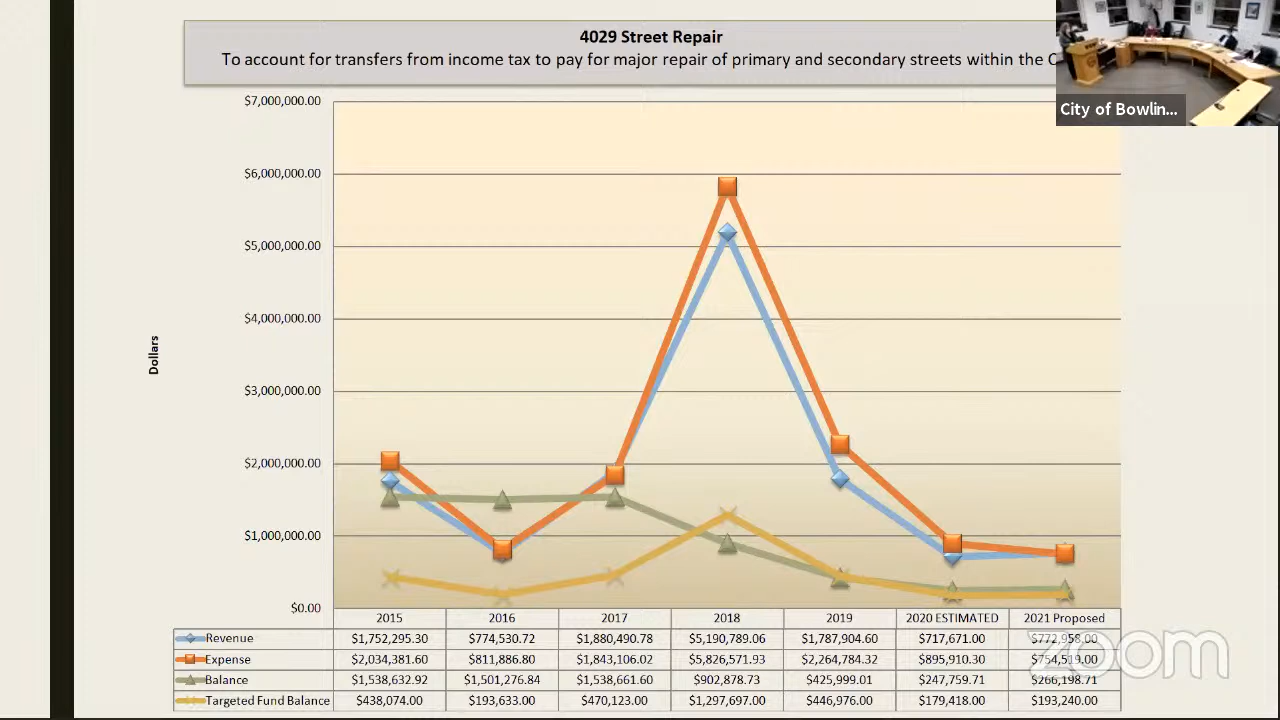 4029 Street Repair
To account for transfers from income tax to pay for major repair of primary and secondary streets within the C
City of Bowlin...
$7,000,000.00
$6,000,000.00
$5,000,000.00
$4,000,000.00
$3,000,000.00
$2,000,000.00
$1,000,000.00
$0.00
Dollars
2015 2016 2017 2018 2019 2020 ESTIMATED 2021 Proposed
Revenue $1,752,295.30 $774,530.72 $1,880,490.78 $5,190,789.06 $1,787,904.60 $717,671.00 $772,958.00
Expense $2,034,381.60 $811,886.80 $1,843,106.02 $5,826,571.93 $2,264,784.32 $895,910.30 $754,519.00
Balance $1,538,632.92 $1,501,276.84 $1,538,661.60 $902,878.73 $425,999.01 $247,759.71 $266,198.71
Targeted Fund Balance $438,074.00 $193,633.00 $470,123.00 $1,297,697.00 $446,976.00 $179,418.00 $193,240.00
zoom